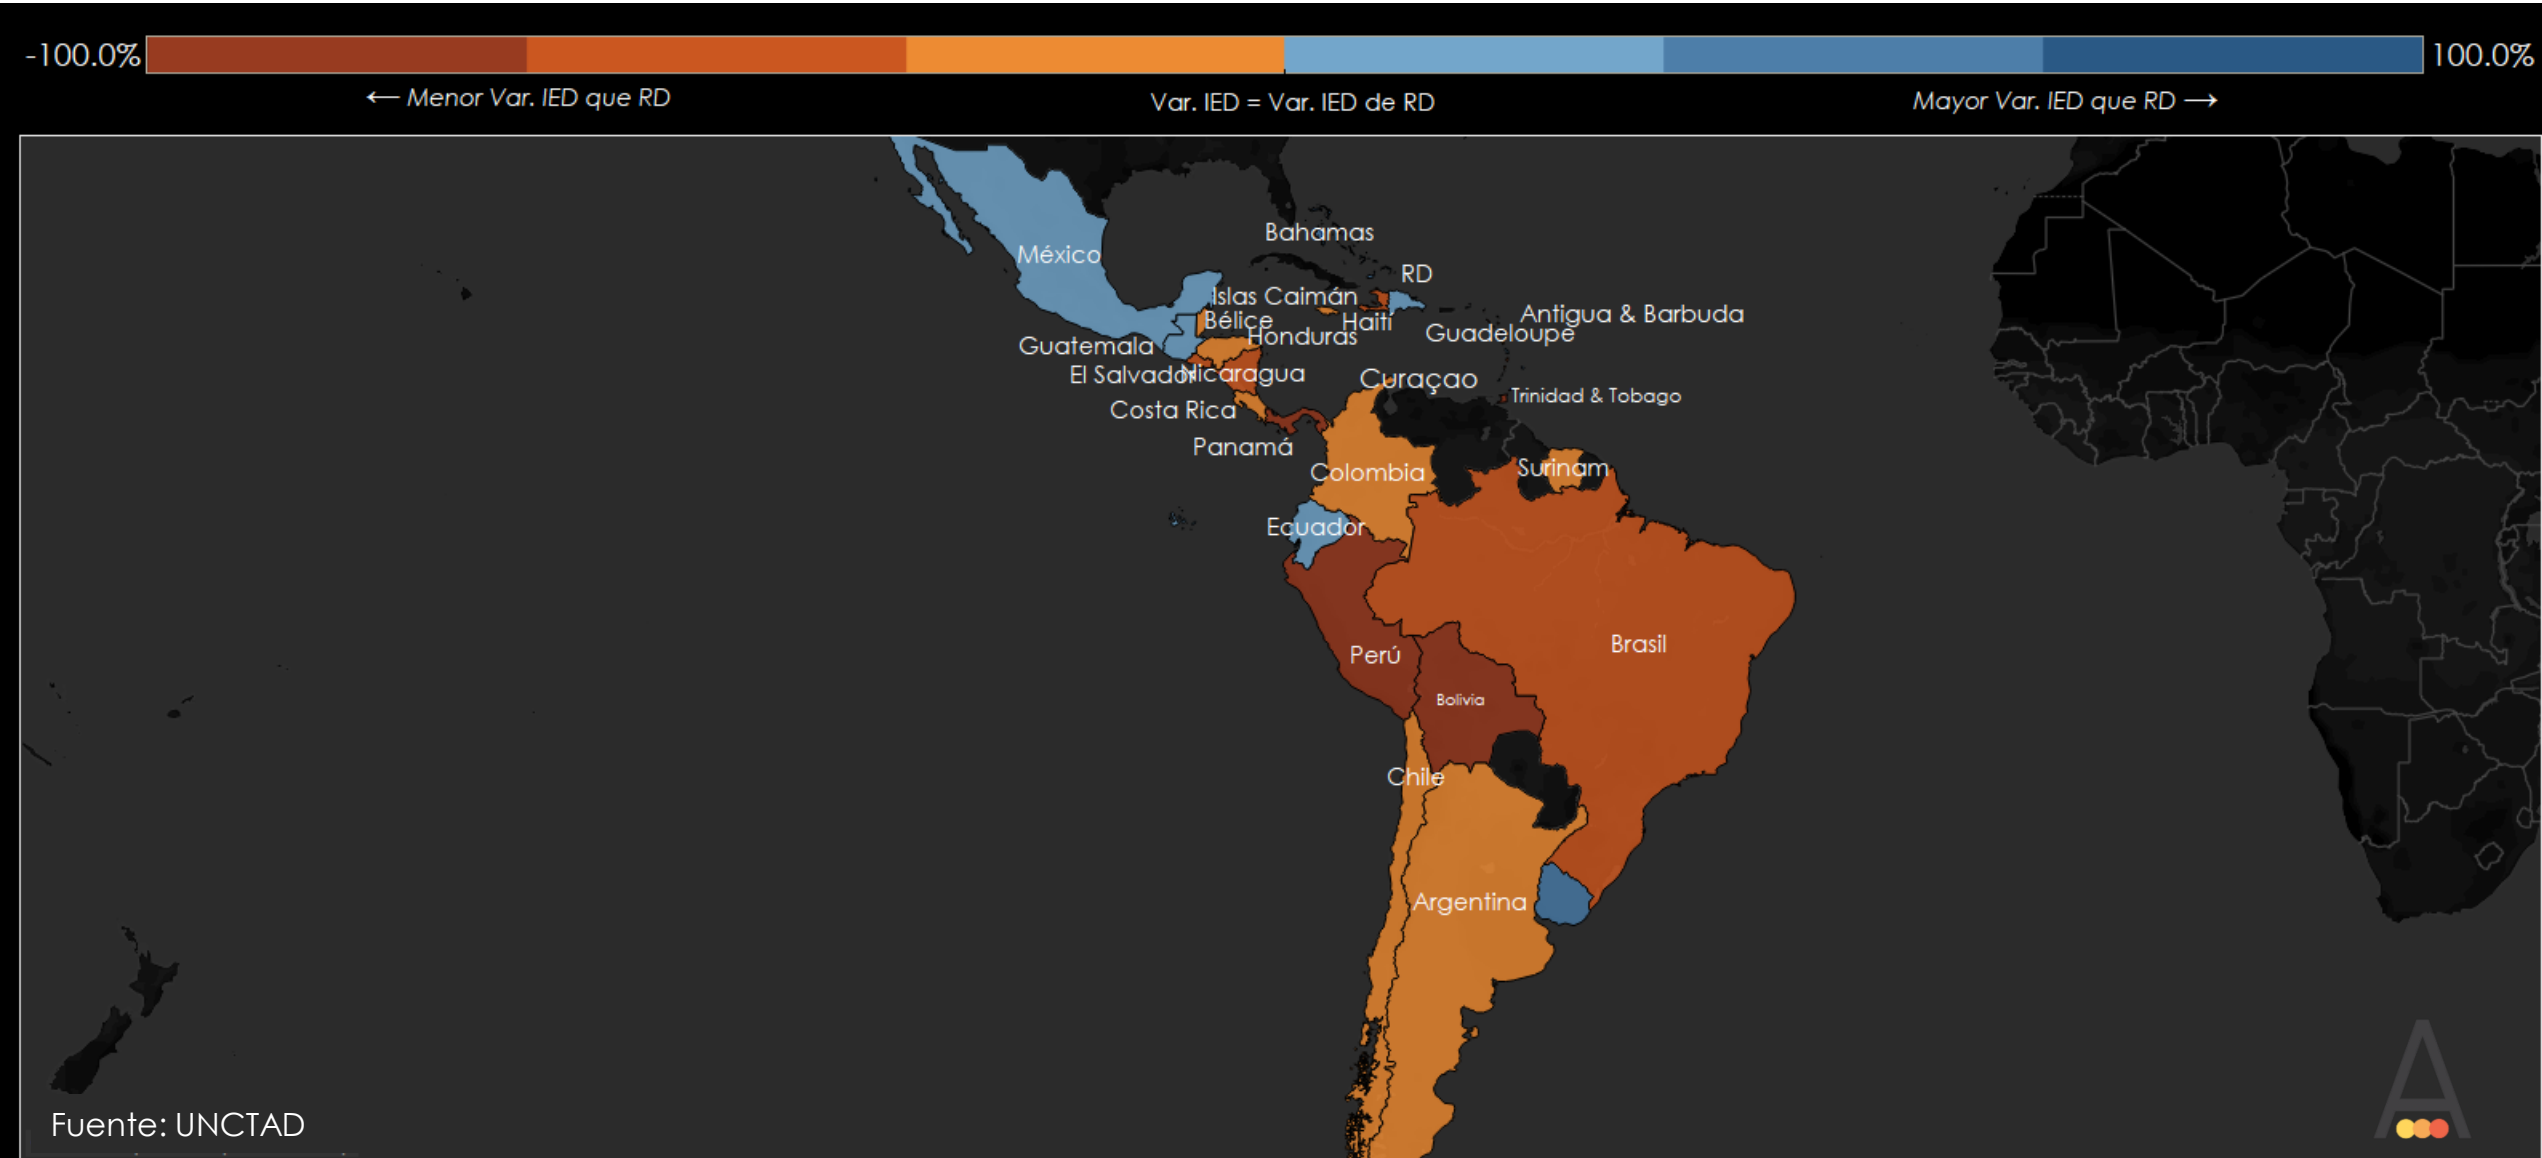 -100.0%
100.0%
← Menor Var. IED que RD
Var. IED = Var. IED de RD
Mayor Var. IED que RD →
Bahamas
México
RD
Islas Caimán
Antigua & Barbuda
Bélice
Haití
Honduras
Guadeloupe
Guatemala
El Salvador
Nicaragua
Curaçao
Trinidad & Tobago
Costa Rica
Panamá
Colombia
Surinam
Ecuador
Brasil
Perú
Bolivia
Chile
Argentina
A
Fuente: UNCTAD